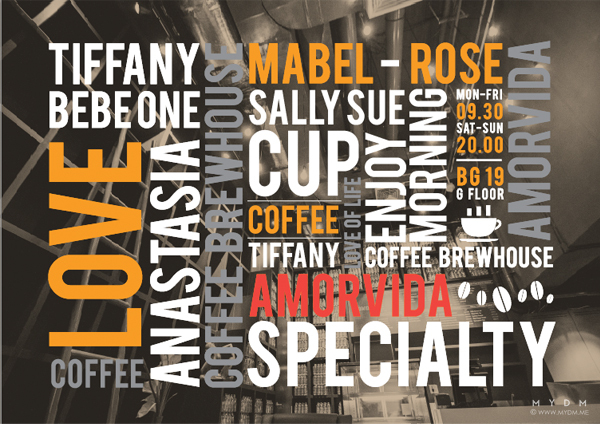 TIFFANY
BEBE ONE
LOVE
COFFEE
ANASTASIA
COFFEE BREWHOUSE
MABEL - ROSE
SALLY SUE
CUP
COFFEE
TIFFANY
LOVE OF LIFE
ENJOY
MORNING
MON-FRI
09.30
SAT-SUN
20.00
BG 19
G FLOOR
AMORVIDA
COFFEE BREWHOUSE
AMORVIDA
SPECIALTY
MYDM
© WWW.MYDM.ME